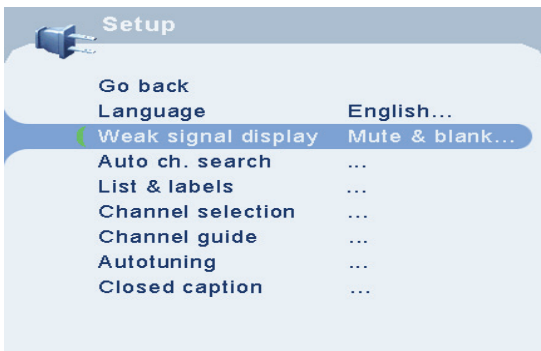 Setup
Go back
Language English...
Weak signal display Mute & blank...
Auto ch. search ...
List & labels ...
Channel selection ...
Channel guide ...
Autotuning ...
Closed caption ...